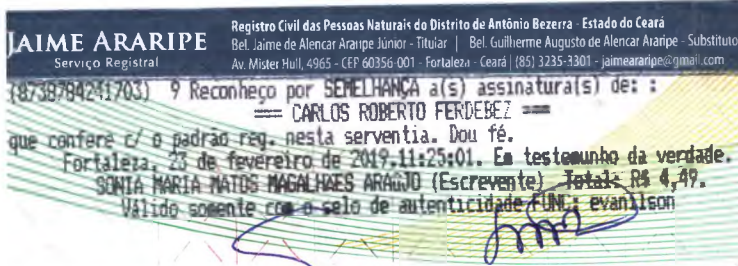 JAIME ARARIPE
Serviço Registral
Registro Civil das Pessoas Naturais do Distrito de Antônio Bezerra - Estado do Ceará
Bel. Jaime de Alencar Araripe Júnior - Titular | Bel. Guilherme Augusto de Alencar Araripe - Substituto
Av. Mister Hull, 4965 - CEP 60356-001 - Fortaleza - Ceará | (85) 3235-3301 - jaimeararipe@gmail.com
(8738784241703) 9 Reconheço por SEMELHANÇA a(s) assinatura(s) de: :
=== CARLOS ROBERTO FERDEBEZ ===
que confere c/ o padrão reg. nesta serventia. Dou fé.
Fortaleza, 23 de fevereiro de 2019,11:25:01. Em testemunho da verdade.
SONIA MARIA MATOS MAGALHAES ARAUJO (Escrevente) Total: R$ 4,49.
Válido somente com o selo de autenticidade FUNC: evanilson